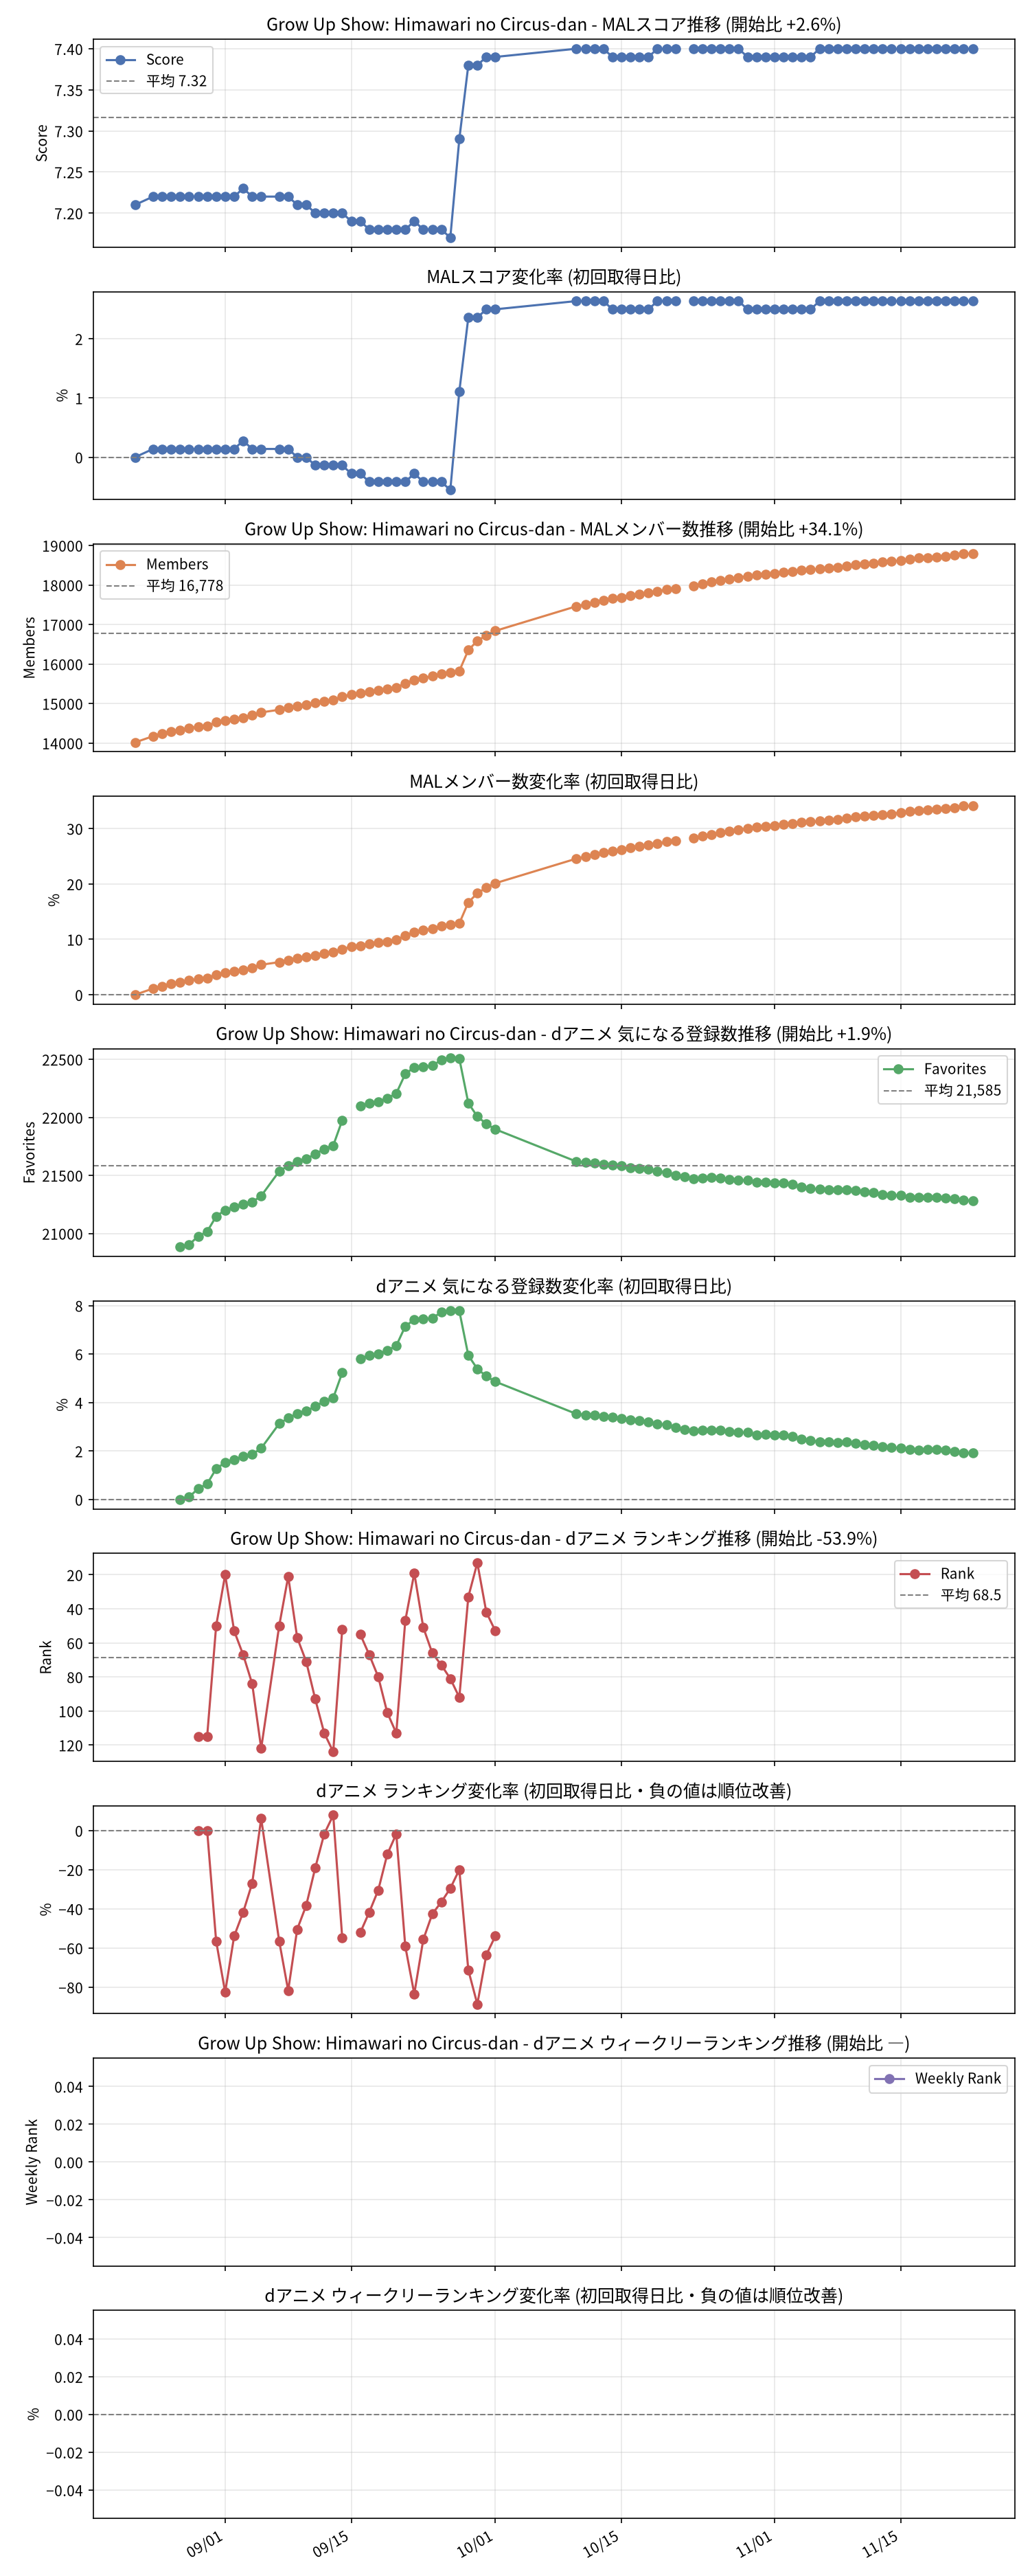 Grow Up Show: Himawari no Circus-dan - MALスコア推移 (開始比 +2.6%)
7.40
7.35
7.30
7.25
7.20
Score
Score
平均 7.32
MALスコア変化率 (初回取得日比)
2
1
0
%
Grow Up Show: Himawari no Circus-dan - MALメンバー数推移 (開始比 +34.1%)
19000
18000
17000
16000
15000
14000
Members
Members
平均 16,778
MALメンバー数変化率 (初回取得日比)
30
20
10
0
%
Grow Up Show: Himawari no Circus-dan - dアニメ 気になる登録数推移 (開始比 +1.9%)
22500
22000
21500
21000
Favorites
Favorites
平均 21,585
dアニメ 気になる登録数変化率 (初回取得日比)
8
6
4
2
0
%
Grow Up Show: Himawari no Circus-dan - dアニメ ランキング推移 (開始比 -53.9%)
20
40
60
80
100
120
Rank
Rank
平均 68.5
dアニメ ランキング変化率 (初回取得日比・負の値は順位改善)
0
−20
−40
−60
−80
%
Grow Up Show: Himawari no Circus-dan - dアニメ ウィークリーランキング推移 (開始比 —)
0.04
0.02
0.00
−0.02
−0.04
Weekly Rank
Weekly Rank
dアニメ ウィークリーランキング変化率 (初回取得日比・負の値は順位改善)
0.04
0.02
0.00
−0.02
−0.04
%
09/01
09/15
10/01
10/15
11/01
11/15